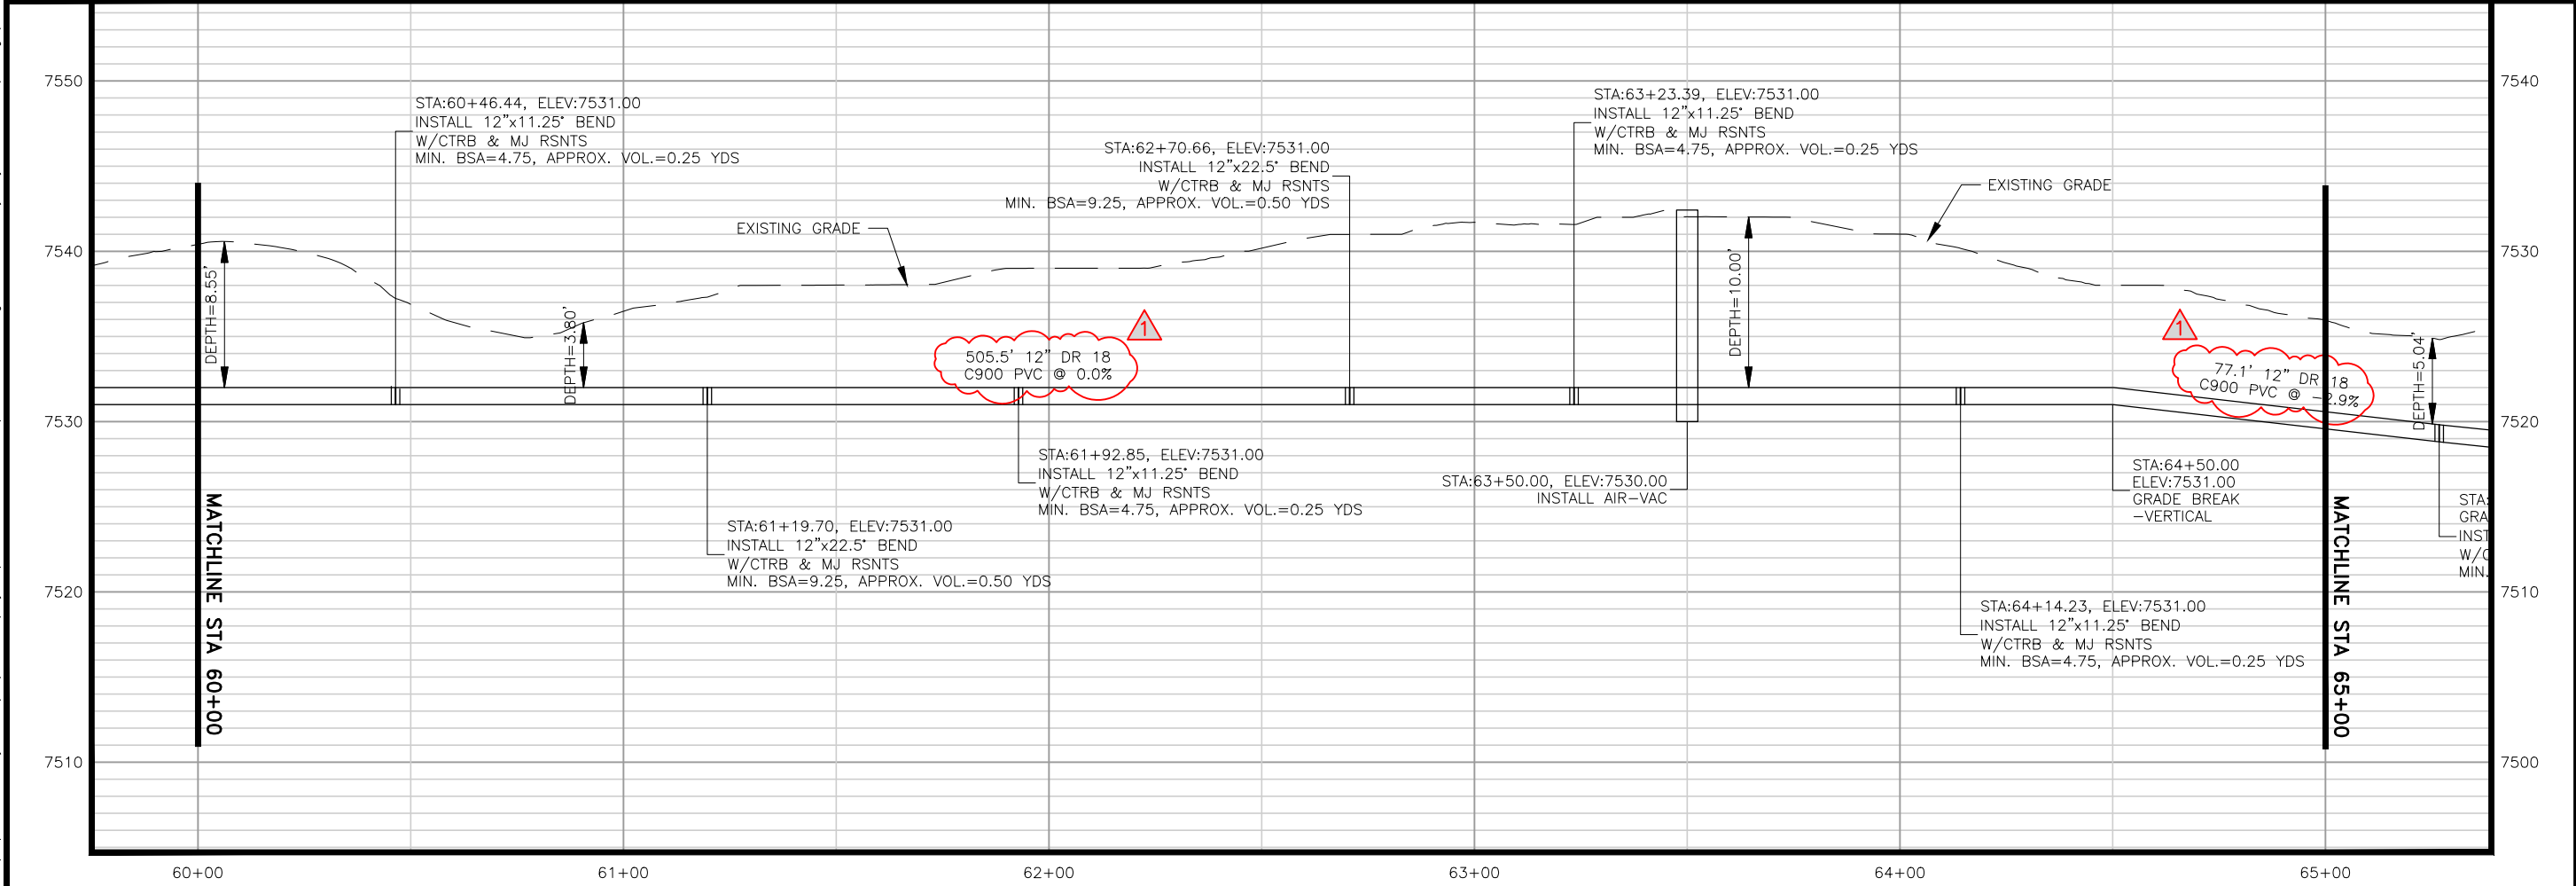 7550
7540
7530
7520
7510
7540
7530
7520
7510
7500
STA:60+46.44, ELEV:7531.00
INSTALL 12"x11.25° BEND
W/CTRB & MJ RSNTS
MIN. BSA=4.75, APPROX. VOL.=0.25 YDS
STA:62+70.66, ELEV:7531.00
INSTALL 12"x22.5° BEND
W/CTRB & MJ RSNTS
MIN. BSA=9.25, APPROX. VOL.=0.50 YDS
STA:63+23.39, ELEV:7531.00
INSTALL 12"x11.25° BEND
W/CTRB & MJ RSNTS
MIN. BSA=4.75, APPROX. VOL.=0.25 YDS
EXISTING GRADE
EXISTING GRADE
DEPTH=8.55'
DEPTH=3.80'
DEPTH=10.00'
DEPTH=5.04'
1
505.5' 12" DR 18
C900 PVC @ 0.0%
1
77.1' 12" DR 18
C900 PVC @ -2.9%
STA:61+92.85, ELEV:7531.00
INSTALL 12"x11.25° BEND
W/CTRB & MJ RSNTS
MIN. BSA=4.75, APPROX. VOL.=0.25 YDS
STA:61+19.70, ELEV:7531.00
INSTALL 12"x22.5° BEND
W/CTRB & MJ RSNTS
MIN. BSA=9.25, APPROX. VOL.=0.50 YDS
STA:63+50.00, ELEV:7530.00
INSTALL AIR-VAC
STA:64+50.00
ELEV:7531.00
GRADE BREAK
-VERTICAL
STA:64+14.23, ELEV:7531.00
INSTALL 12"x11.25° BEND
W/CTRB & MJ RSNTS
MIN. BSA=4.75, APPROX. VOL.=0.25 YDS
STA:
GRA
INST
W/C
MIN.
MATCHLINE STA 60+00
MATCHLINE STA 65+00
60+00
61+00
62+00
63+00
64+00
65+00